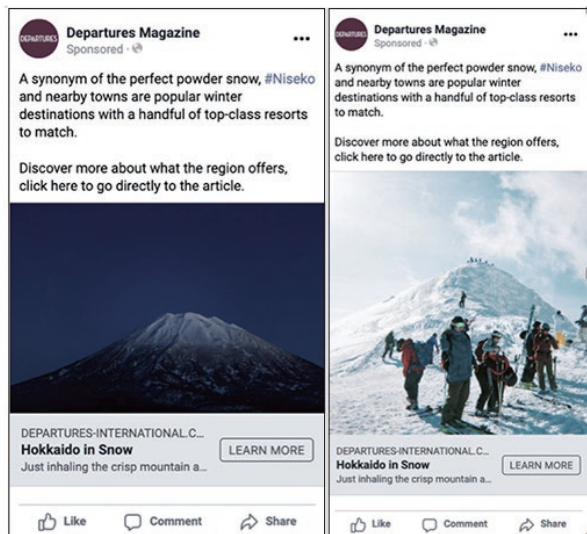 DEPARTURES
Departures Magazine
Sponsored ·
A synonym of the perfect powder snow, #Niseko
and nearby towns are popular winter
destinations with a handful of top-class resorts
to match.
Discover more about what the region offers,
click here to go directly to the article.
DEPARTURES-INTERNATIONAL.C...
Hokkaido in Snow
Just inhaling the crisp mountain a...
LEARN MORE
Like
Comment
Share
DEPARTURES
Departures Magazine
Sponsored ·
A synonym of the perfect powder snow, #Niseko
and nearby towns are popular winter
destinations with a handful of top-class resorts
to match.
Discover more about what the region offers,
click here to go directly to the article.
DEPARTURES-INTERNATIONAL.C...
Hokkaido in Snow
Just inhaling the crisp mountain a...
LEARN MORE
Like
Comment
Share